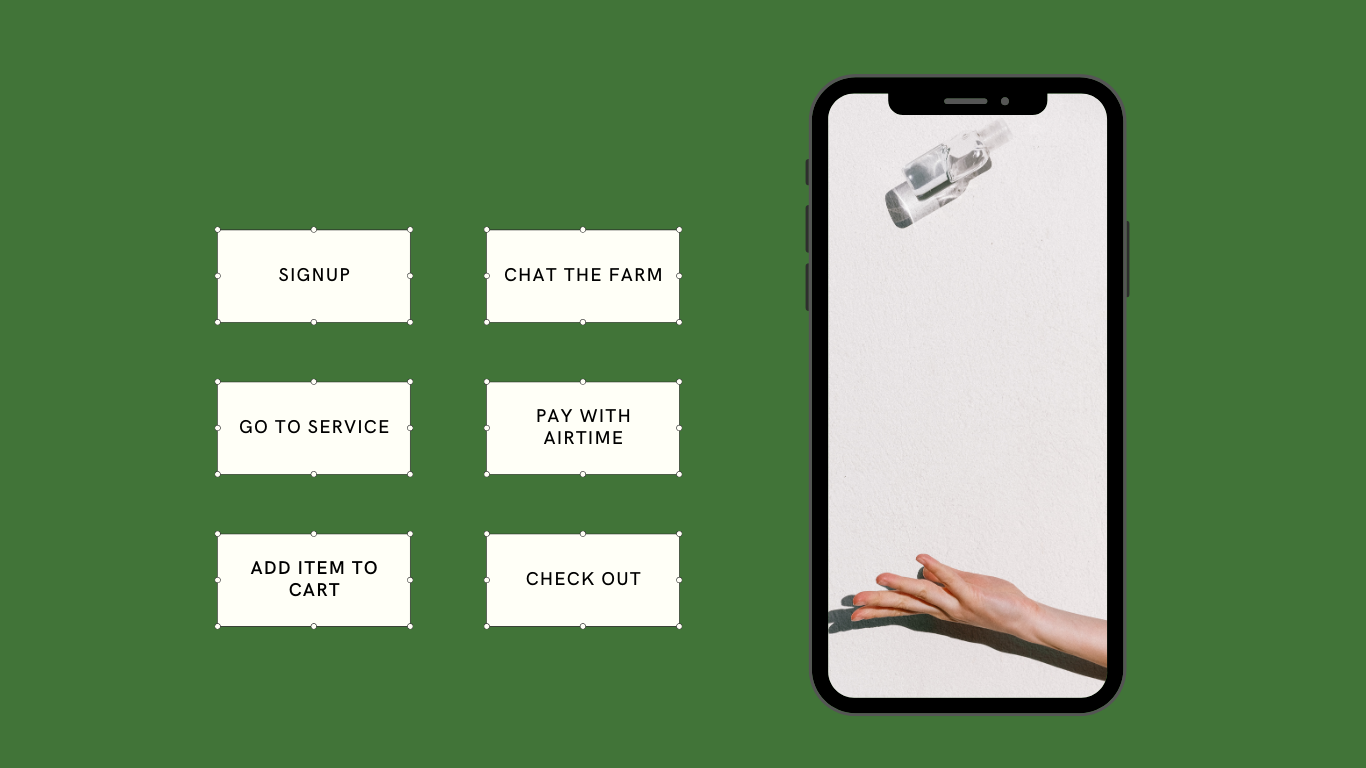 SIGNUP
CHAT THE FARM
GO TO SERVICE
PAY WITH
AIRTIME
ADD ITEM TO
CART
CHECK OUT